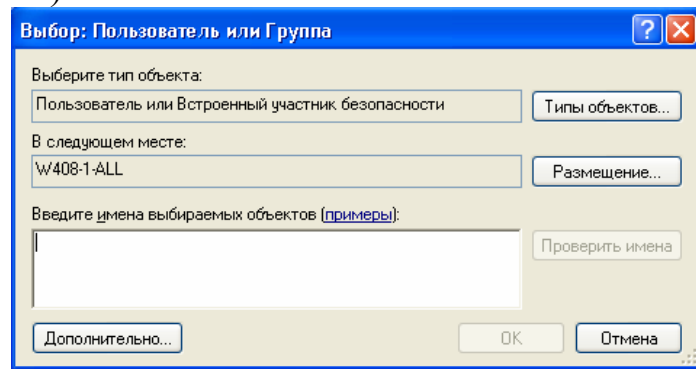 Выбор: Пользователь или Группа
Выберите тип объекта:
Пользователь или Встроенный участник безопасности
Типы объектов...
В следующем месте:
W408-1-ALL
Размещение...
Введите имена выбираемых объектов (примеры):
Проверить имена
Дополнительно...
OK
Отмена